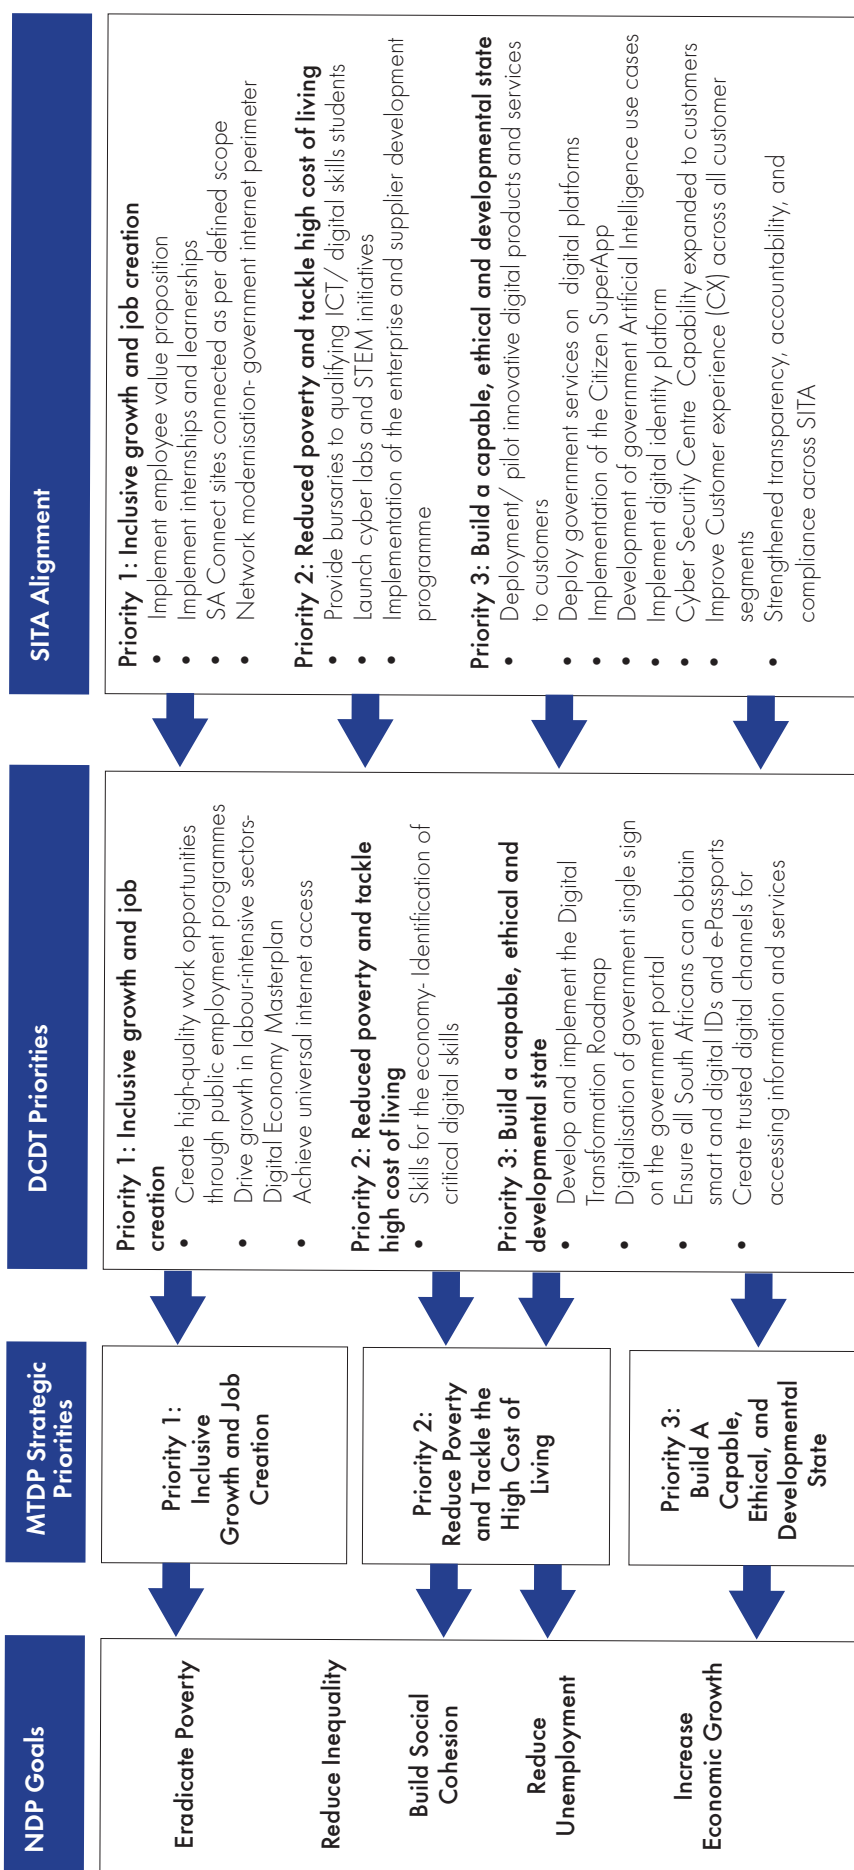 NDP Goals
Eradicate Poverty
Reduce Inequality
Build Social
Cohesion
Reduce
Unemployment
Increase
Economic Growth
MTDP Strategic
Priorities
Priority 1:
Inclusive
Growth and Job
Creation
Priority 2:
Reduce Poverty
and Tackle the
High Cost of
Living
Priority 3:
Build A
Capable,
Ethical, and
Developmental
State
DCDT Priorities
Priority 1: Inclusive growth and job
creation
• Create high-quality work opportunities
through public employment programmes
• Drive growth in labour-intensive sectors-
Digital Economy Masterplan
• Achieve universal internet access
Priority 2: Reduced poverty and tackle
high cost of living
• Skills for the economy- Identification of
critical digital skills
Priority 3: Build a capable, ethical and
developmental state
• Develop and implement the Digital
Transformation Roadmap
• Digitalisation of government single sign
on the government portal
• Ensure all South Africans can obtain
smart and digital IDs and e-Passports
• Create trusted digital channels for
accessing information and services
SITA Alignment
Priority 1: Inclusive growth and job creation
• Implement employee value proposition
• Implement internships and learnerships
• SA Connect sites connected as per defined scope
• Network modernisation- government internet perimeter
Priority 2: Reduced poverty and tackle high cost of living
• Provide bursaries to qualifying ICT/ digital skills students
• Launch cyber labs and STEM initiatives
• Implementation of the enterprise and supplier development
programme
Priority 3: Build a capable, ethical and developmental state
• Deployment/ pilot innovative digital products and services
to customers
• Deploy government services on digital platforms
• Implementation of the Citizen SuperApp
• Development of government Artificial Intelligence use cases
• Implement digital identity platform
• Cyber Security Centre Capability expanded to customers
• Improve Customer experience (CX) across all customer
segments
• Strengthened transparency, accountability, and
compliance across SITA